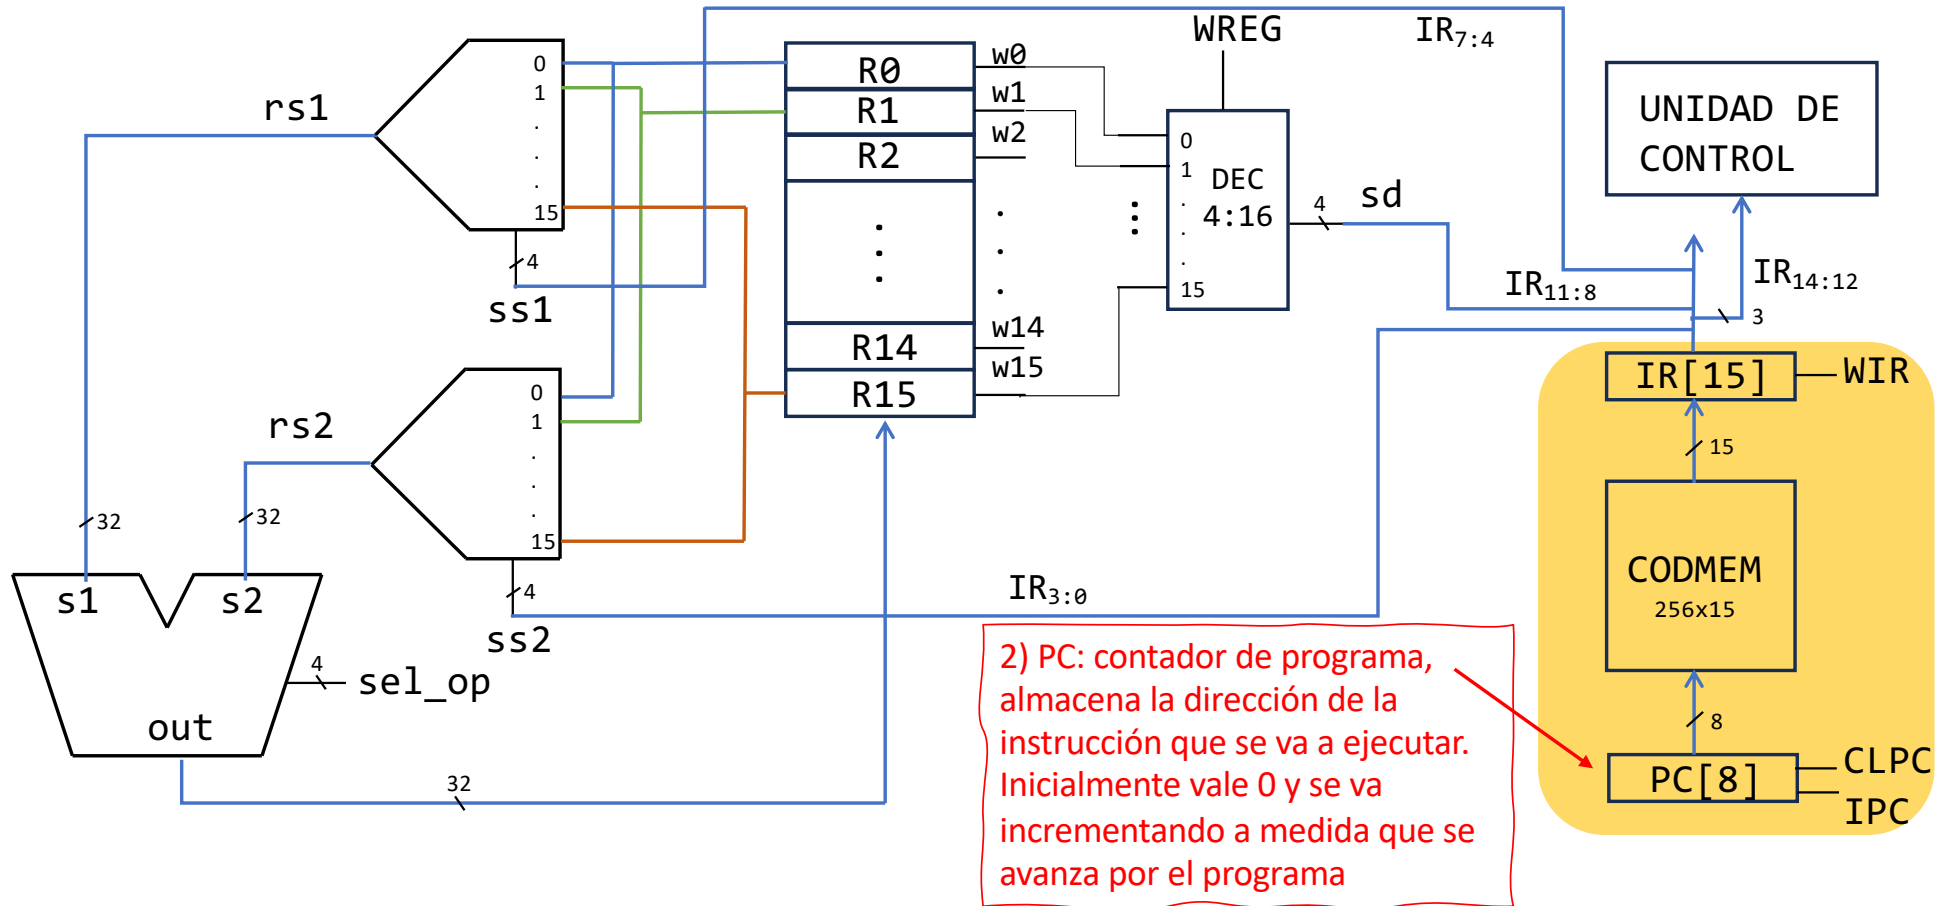 WREG
IR7:4
rs1
0
1
.
.
.
15
4
ss1
R0
R1
R2
R14
R15
w0
w1
w2
.
.
.
w14
w15
0
1
.
.
.
15
DEC
4:16
4
sd
UNIDAD DE
CONTROL
IR11:8
IR14:12
3
rs2
0
1
.
.
.
15
4
ss2
IR3:0
IR[15]
WIR
15
CODMEM
256x15
8
PC[8]
CLPC
IPC
32
32
s1
s2
4
sel_op
out
32
2) PC: contador de programa,
almacena la dirección de la
instrucción que se va a ejecutar.
Inicialmente vale 0 y se va
incrementando a medida que se
avanza por el programa